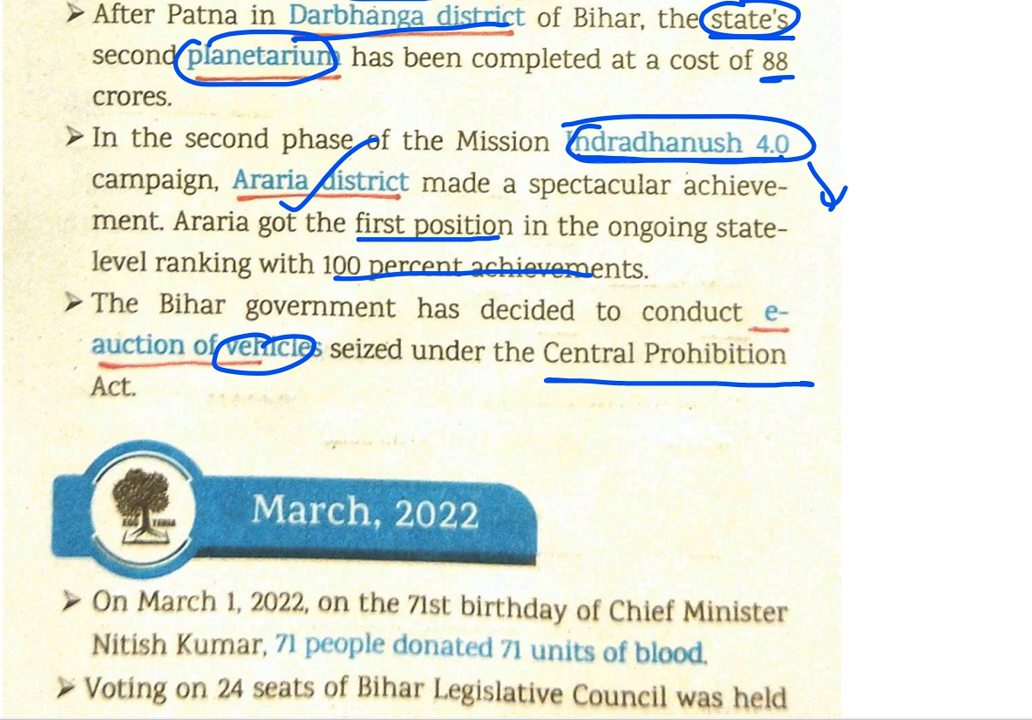 ➤ After Patna in Darbhanga district of Bihar, the state's
second planetarium has been completed at a cost of 88
crores.
➤ In the second phase of the Mission Indradhanush 4.0
campaign, Araria district made a spectacular achieve-
ment. Araria got the first position in the ongoing state-
level ranking with 100 percent achievements.
➤ The Bihar government has decided to conduct e-
auction of vehicles seized under the Central Prohibition
Act.
March, 2022
➤ On March 1, 2022, on the 71st birthday of Chief Minister
Nitish Kumar, 71 people donated 71 units of blood.
➤ Voting on 24 seats of Bihar Legislative Council was held